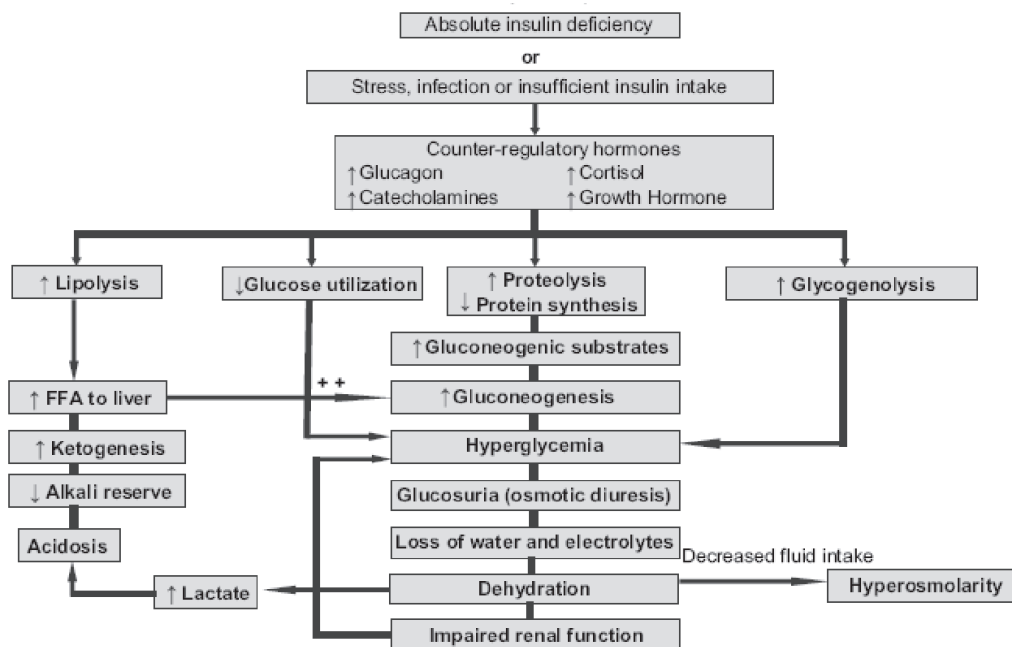 Absolute insulin deficiency
or
Stress, infection or insufficient insulin intake
Counter-regulatory hormones
↑Glucagon ↑Cortisol
↑Catecholamines ↑Growth Hormone
↑ Lipolysis
↓Glucose utilization
↑ Proteolysis
↓ Protein synthesis
↑ Glycogenolysis
↑Gluconeogenic substrates
+ +
↑ FFA to liver
↑Gluconeogenesis
↑ Ketogenesis
Hyperglycemia
↓ Alkali reserve
Glucosuria (osmotic diuresis)
Acidosis
Loss of water and electrolytes
Decreased fluid intake
↑ Lactate
Dehydration
Hyperosmolarity
Impaired renal function